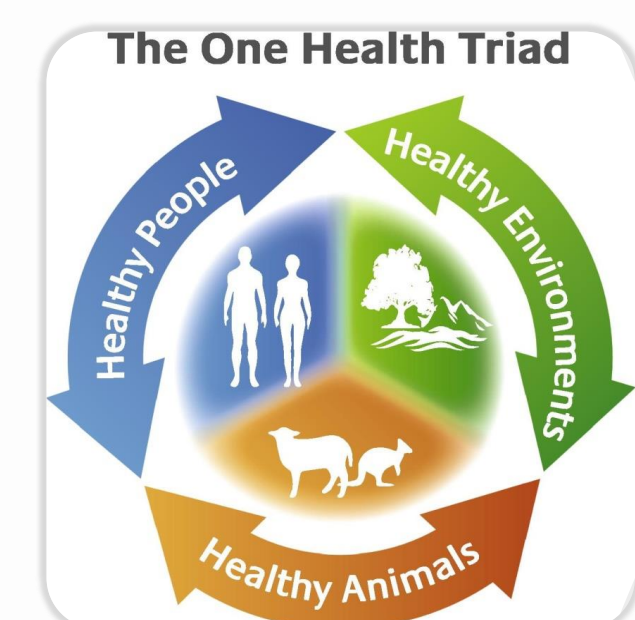 The One Health Triad
Healthy People
Healthy Environments
Healthy Animals